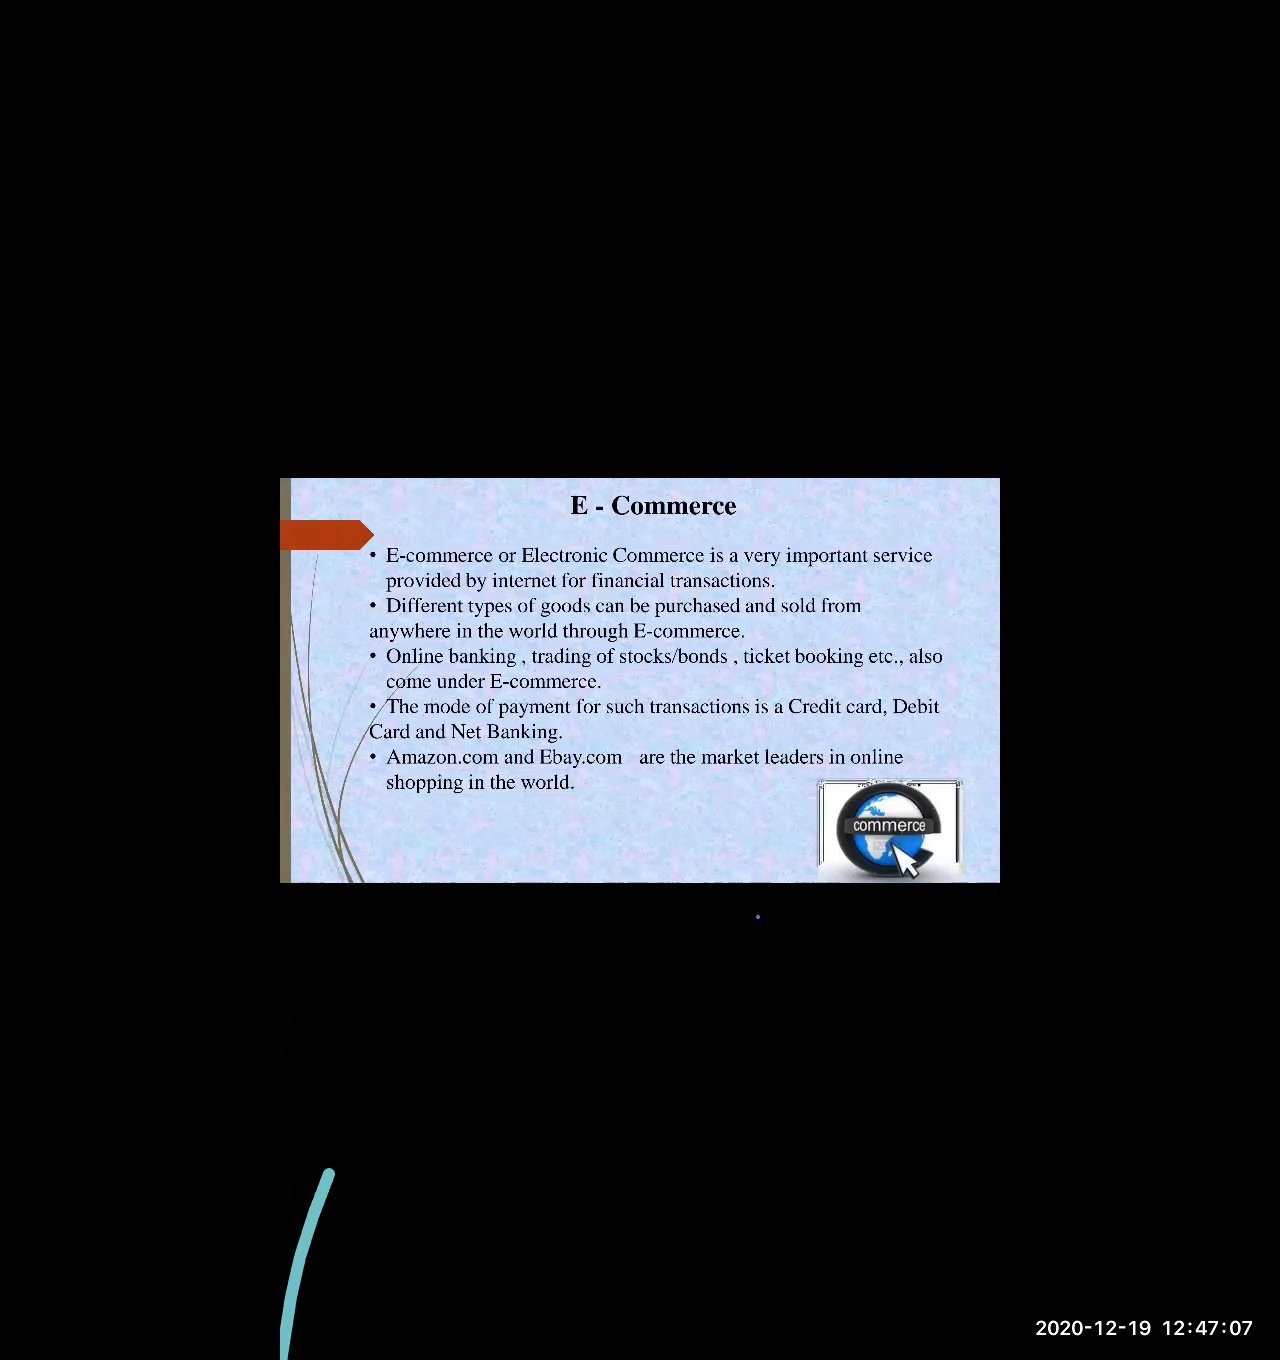 E - Commerce
• E-commerce or Electronic Commerce is a very important service
provided by internet for financial transactions.
• Different types of goods can be purchased and sold from
anywhere in the world through E-commerce.
• Online banking , trading of stocks/bonds , ticket booking etc., also
come under E-commerce.
• The mode of payment for such transactions is a Credit card, Debit
Card and Net Banking.
• Amazon.com and Ebay.com are the market leaders in online
shopping in the world.
commerce
2020-12-19 12:47:07